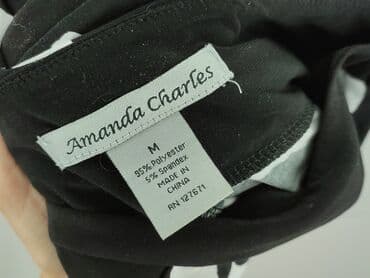 Amanda Charles
M
95% Polyester
5% Spandex
MADE IN
CHINA
RN 127671